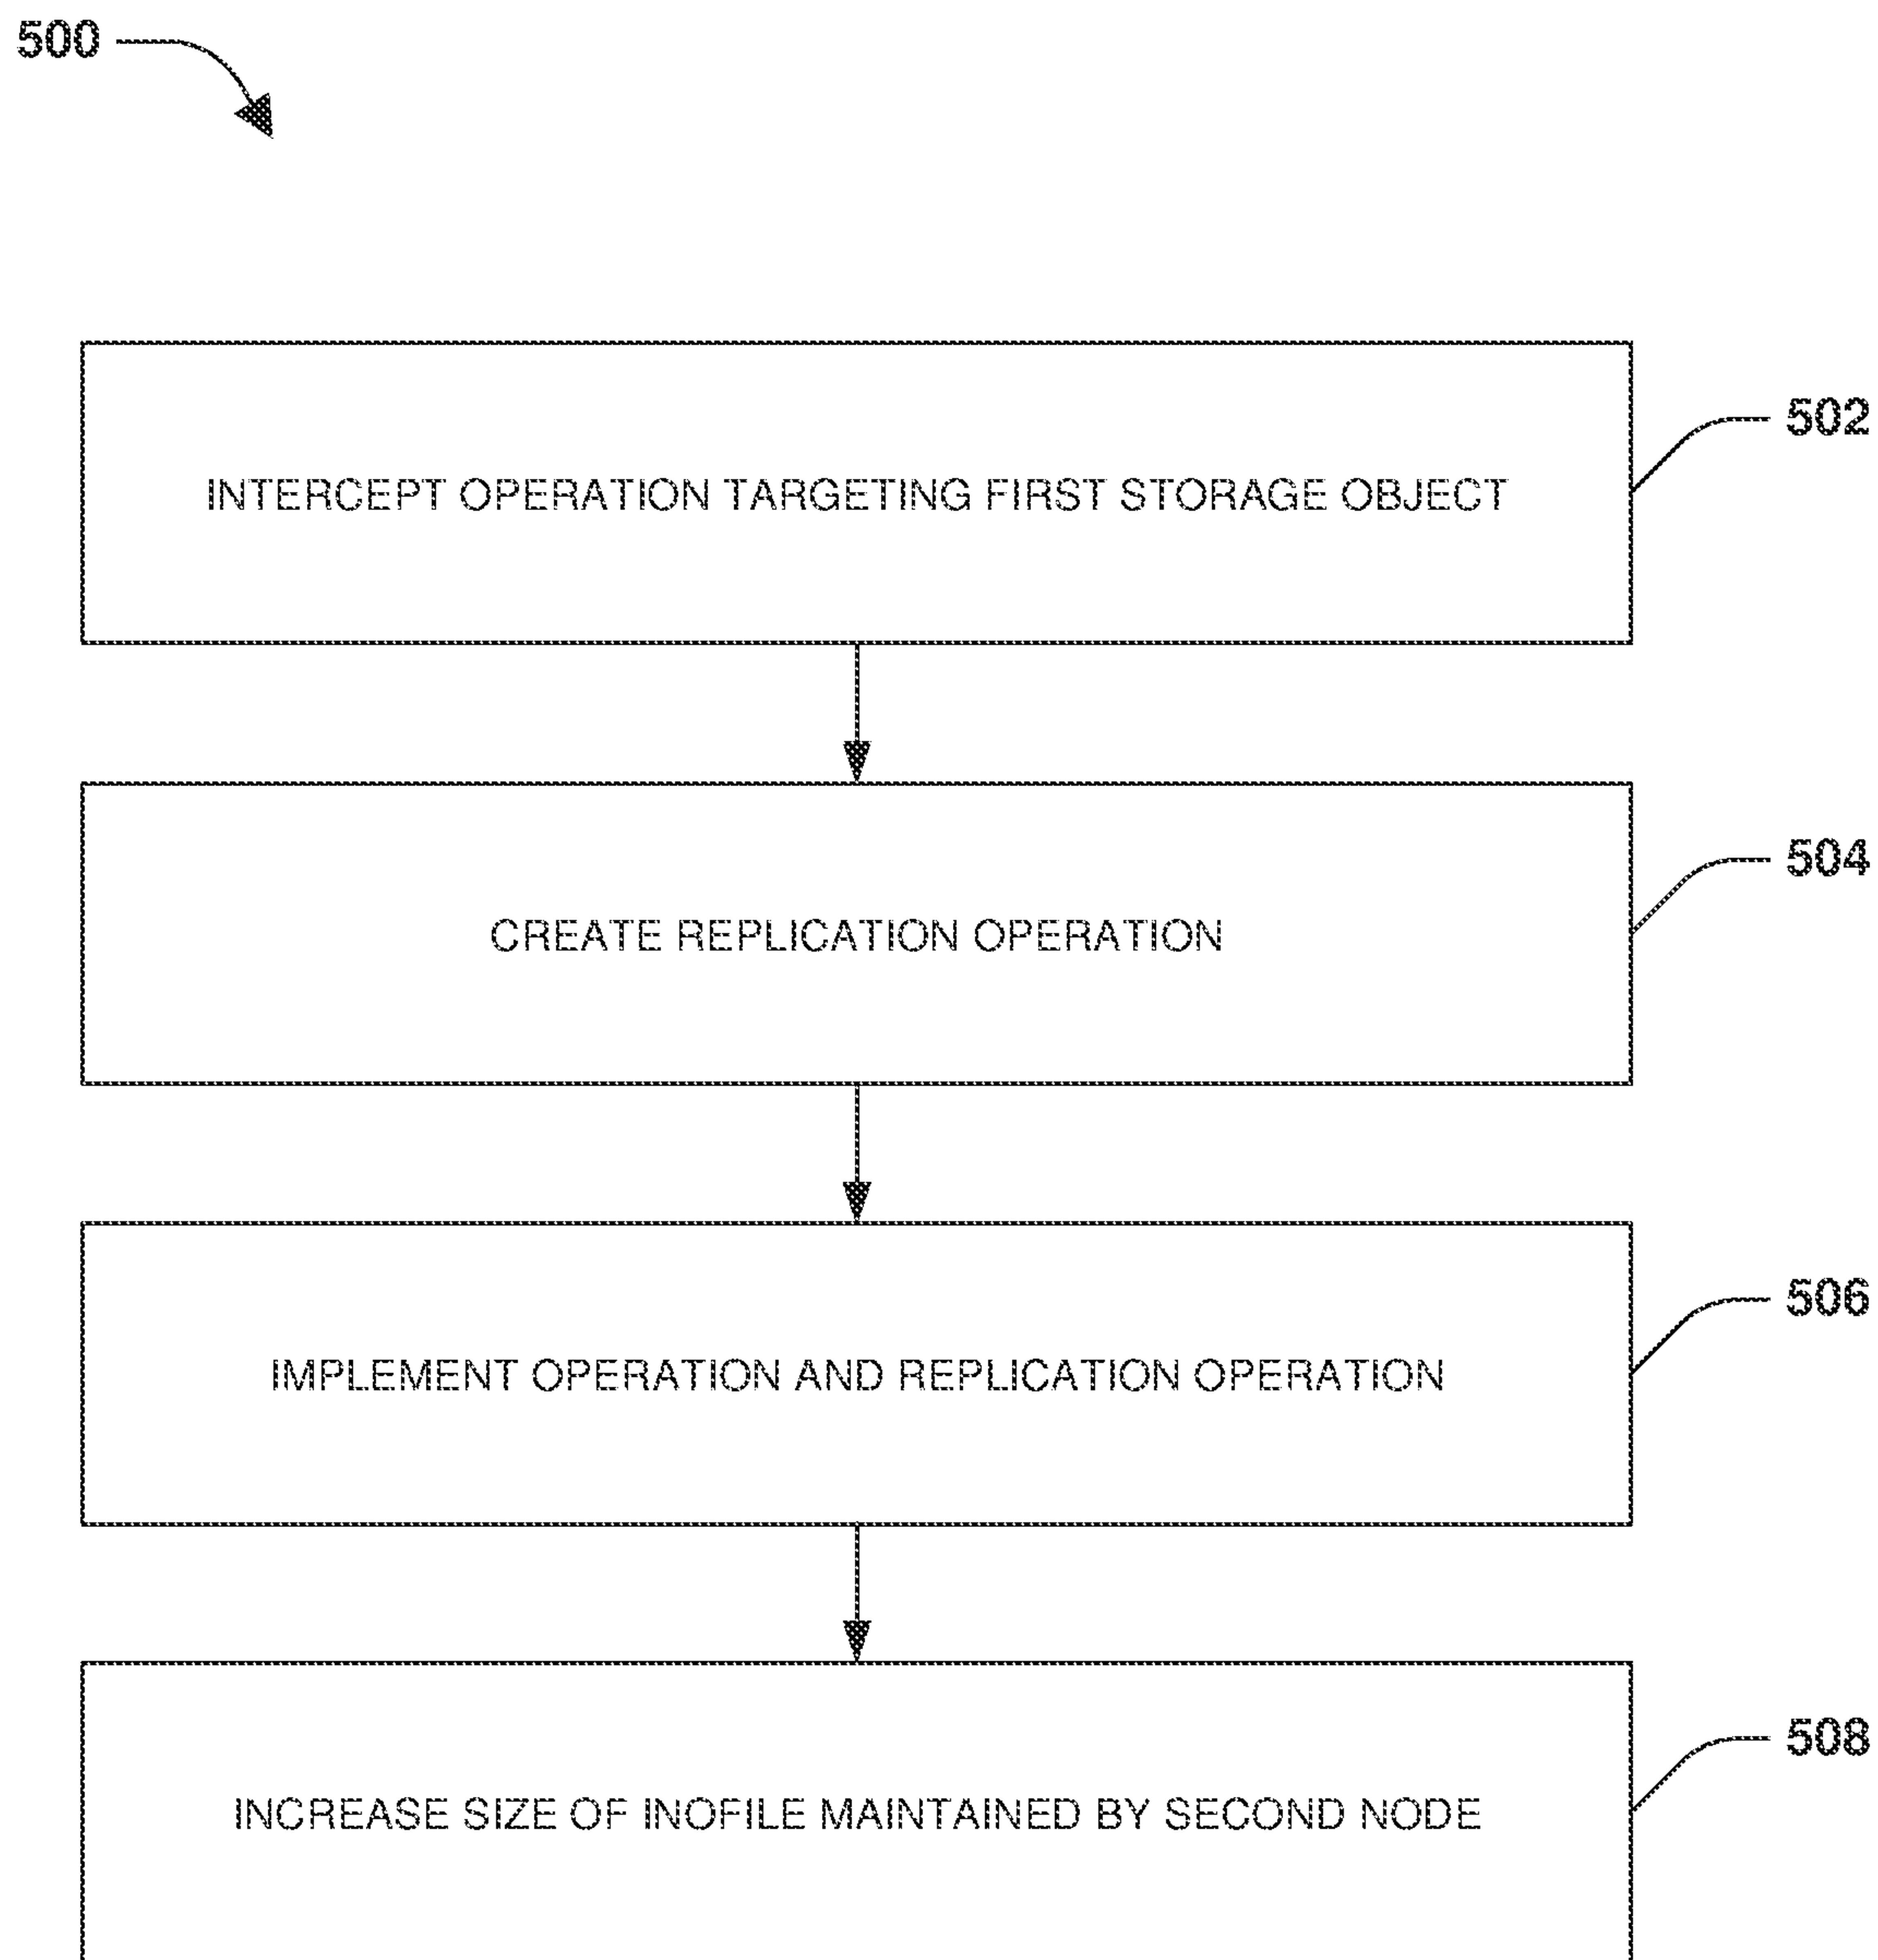 500
INTERCEPT OPERATION TARGETING FIRST STORAGE OBJECT
502
CREATE REPLICATION OPERATION
504
IMPLEMENT OPERATION AND REPLICATION OPERATION
506
INCREASE SIZE OF INOFILE MAINTAINED BY SECOND NODE
508